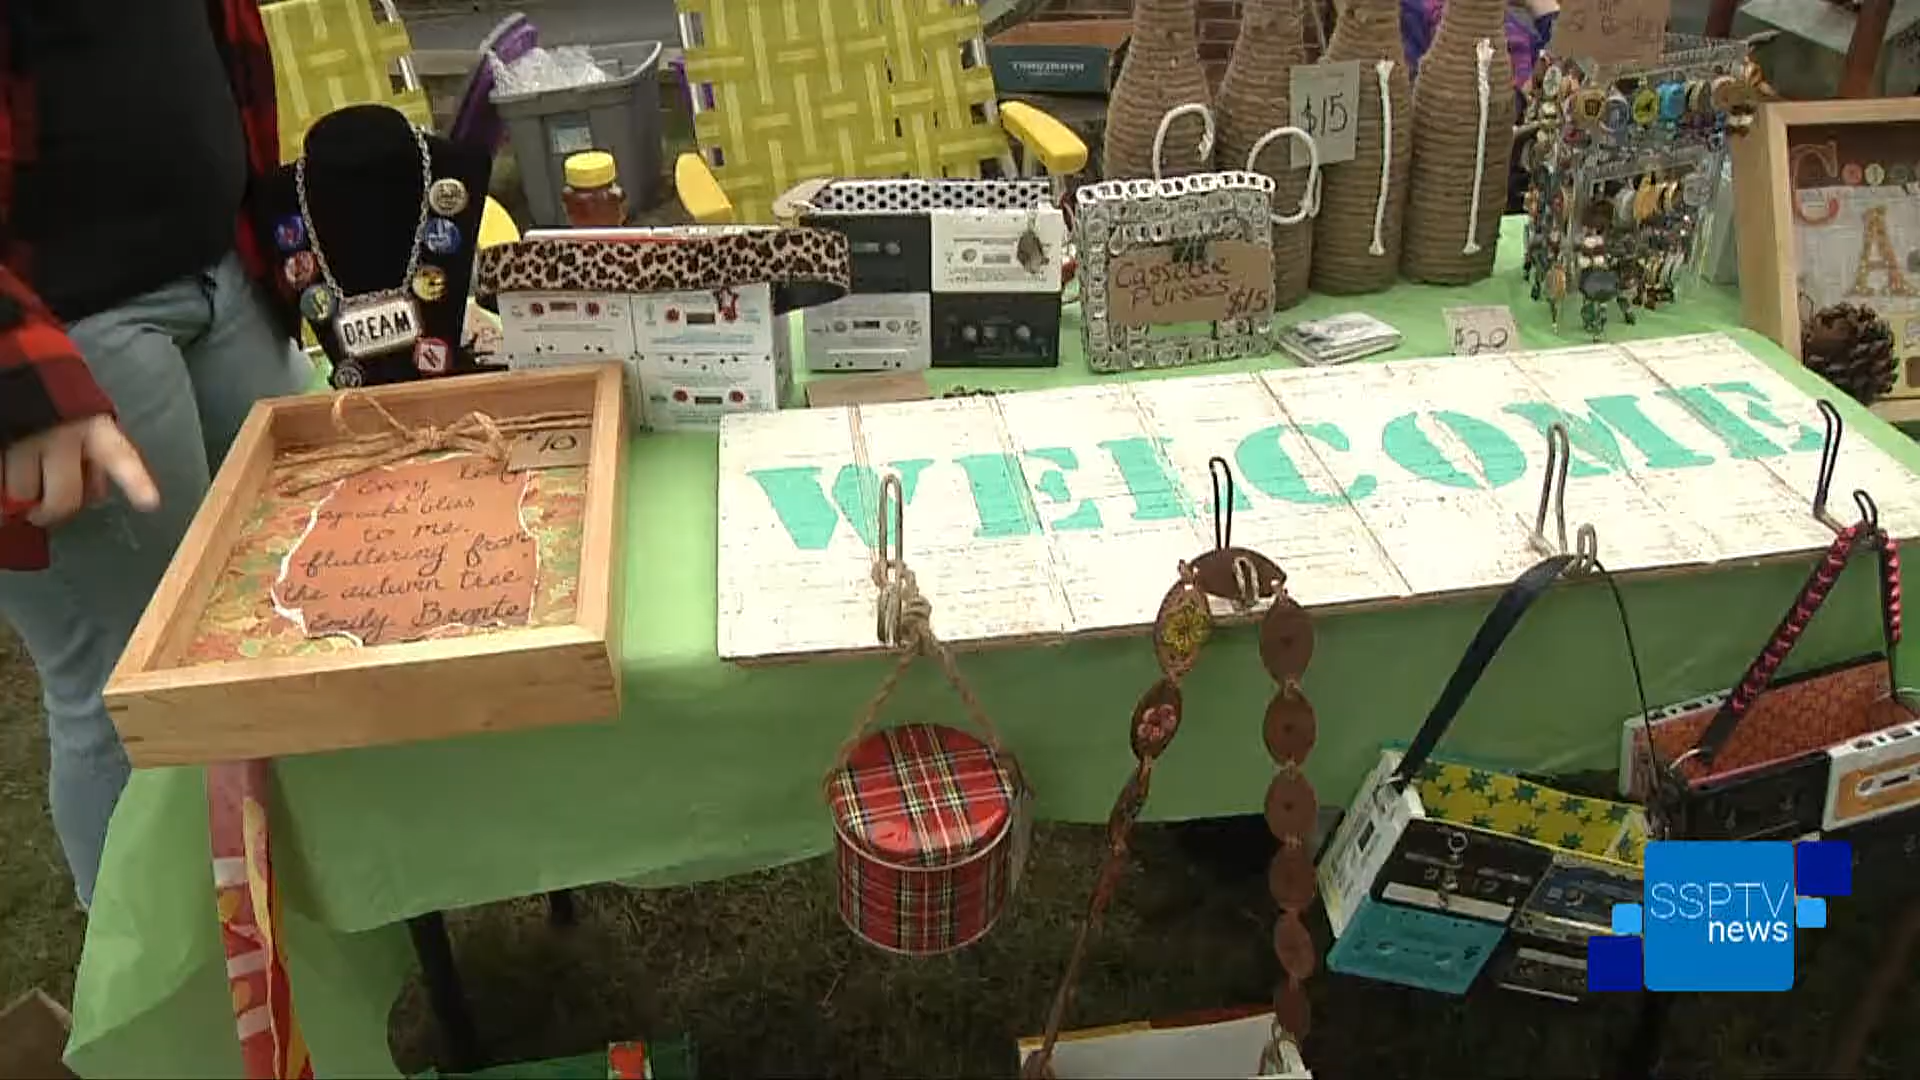 $15
DREAM
Cassette
Purses
$15
$20
$10
Every leaf
speaks bliss
to me,
fluttering from
the autumn tree
Emily Bronte
WELCOME
C
A
SSPTV
news